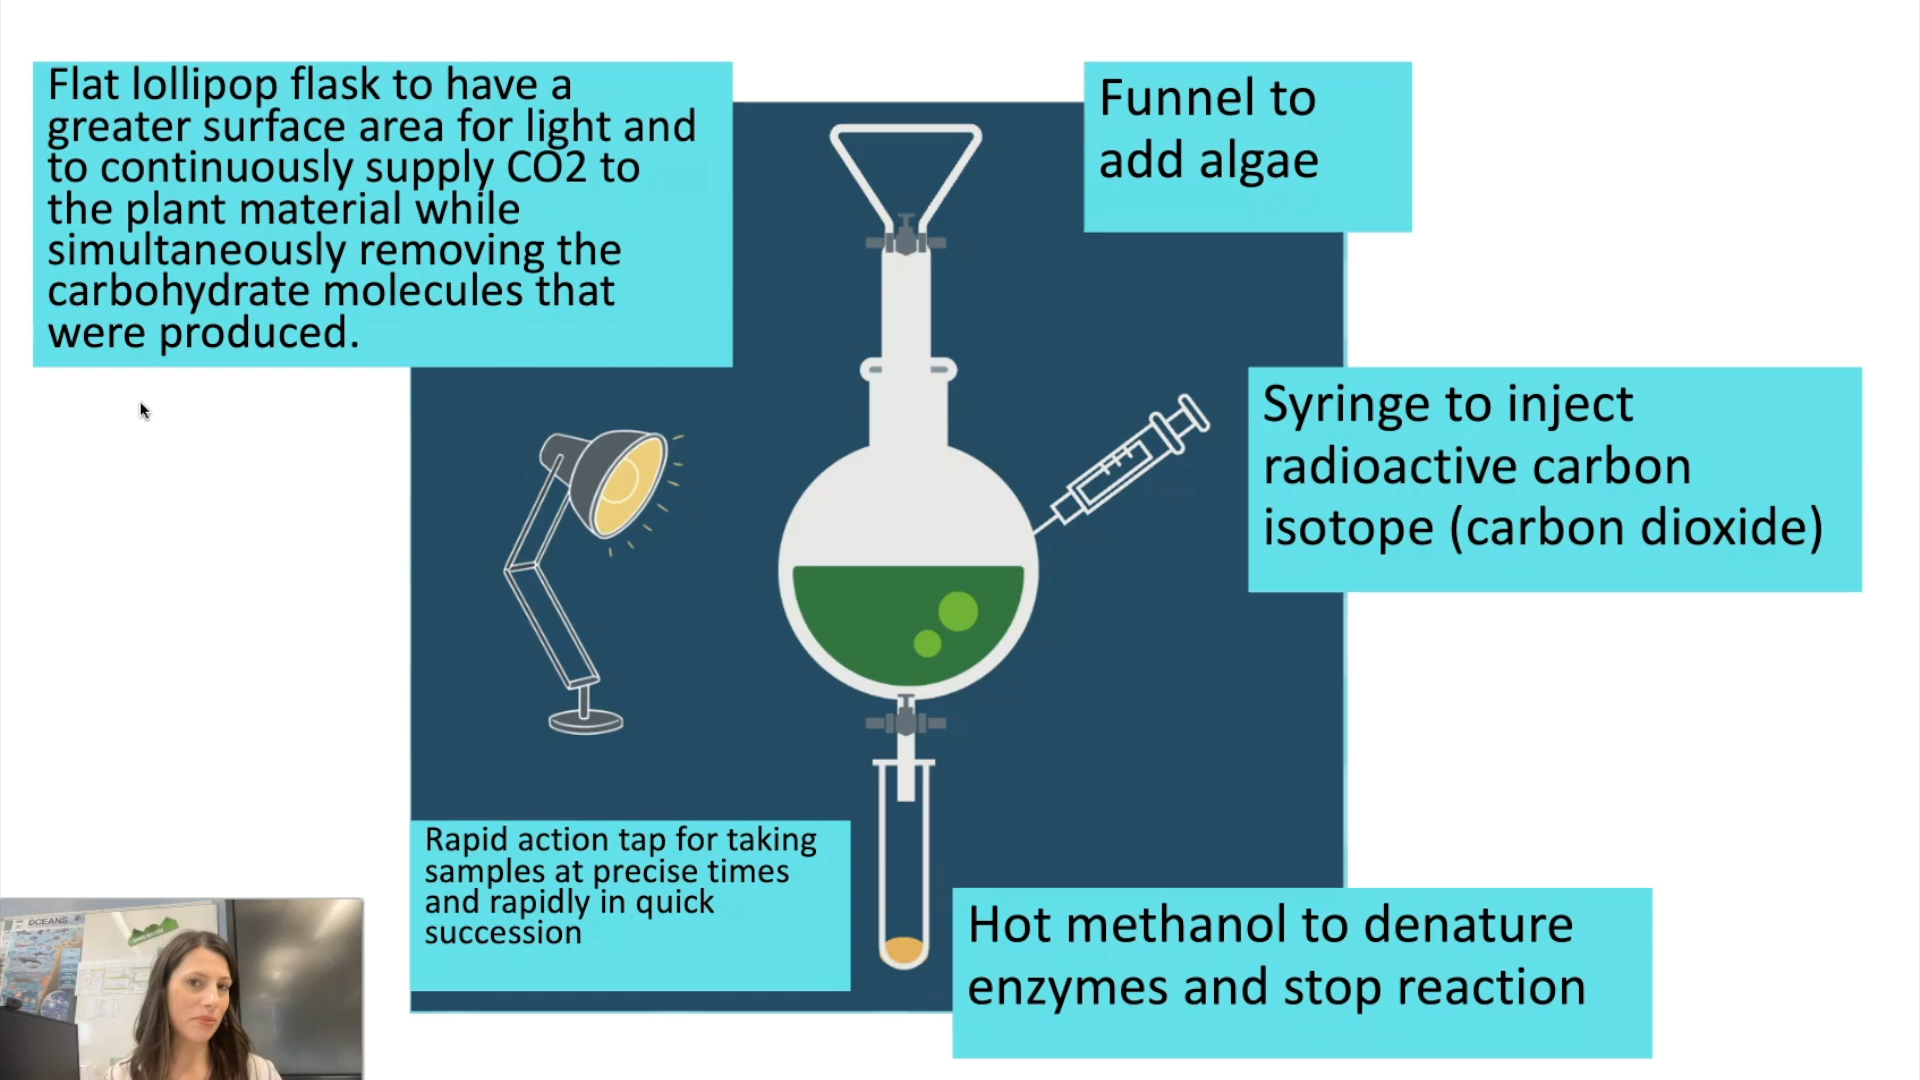 Flat lollipop flask to have a
greater surface area for light and
to continuously supply CO2 to
the plant material while
simultaneously removing the
carbohydrate molecules that
were produced.
Funnel to
add algae
Syringe to inject
radioactive carbon
isotope (carbon dioxide)
Rapid action tap for taking
samples at precise times
and rapidly in quick
succession
Hot methanol to denature
enzymes and stop reaction
OCEANS